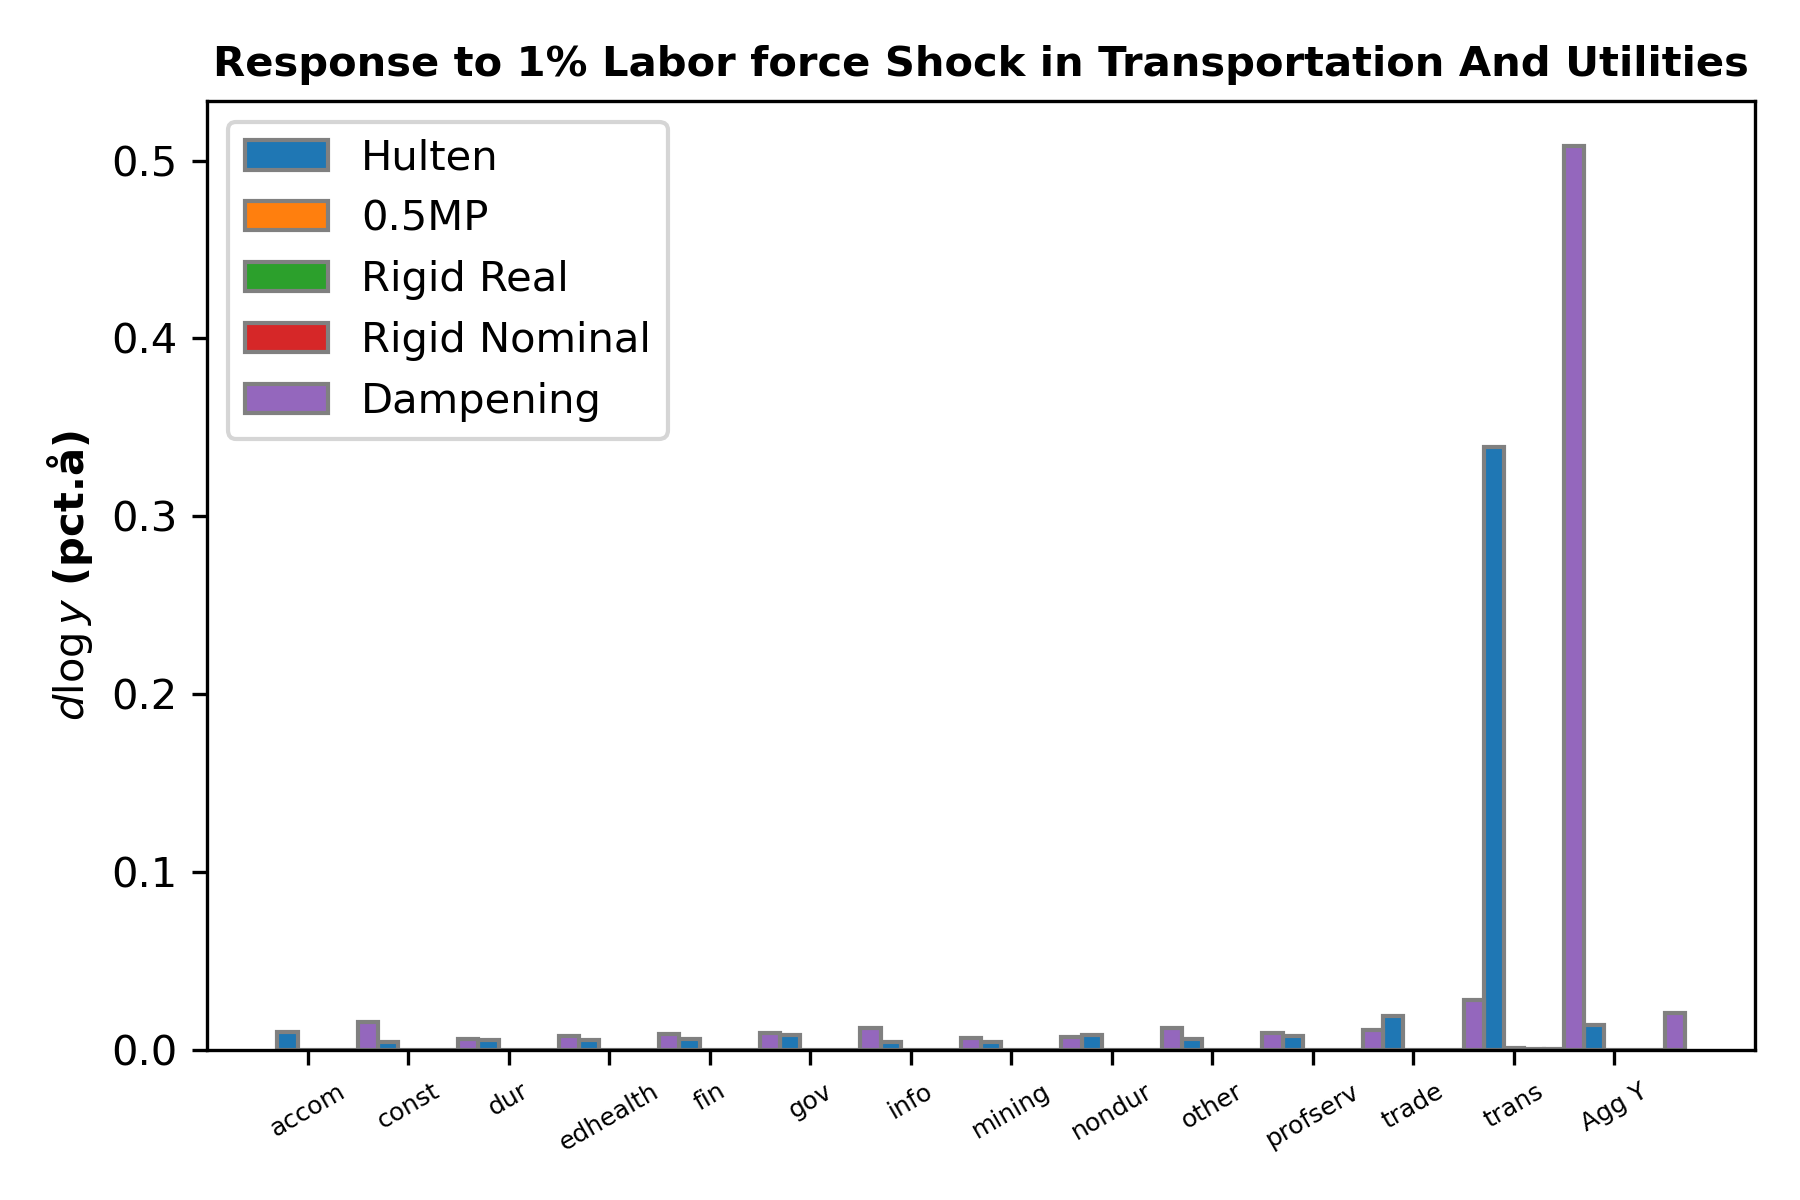 Response to 1% Labor force Shock in Transportation And Utilities
Hulten
0.5MP
Rigid Real
Rigid Nominal
Dampening
dlog y (pct.å)
0.5
0.4
0.3
0.2
0.1
0.0
accom
const
dur
edhealth
fin
gov
info
mining
nondur
other
profserv
trade
trans
Agg Y